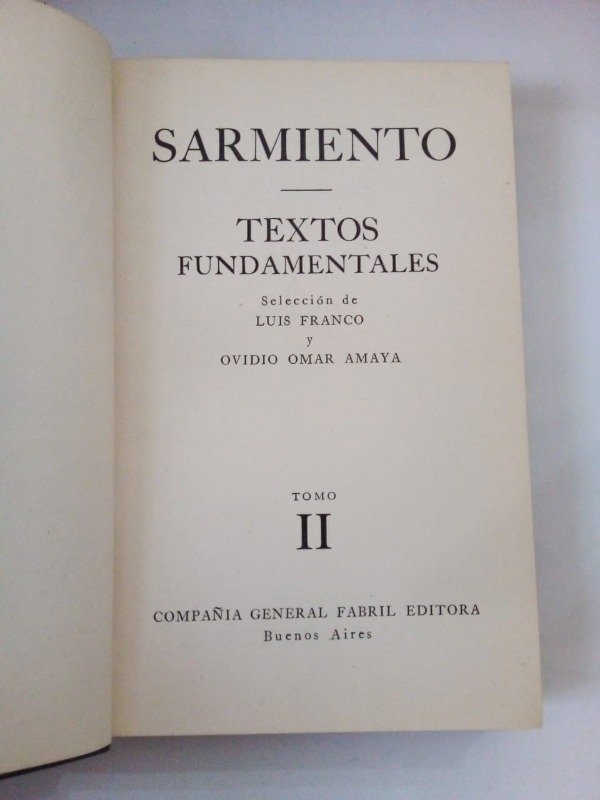 SARMIENTO
TEXTOS
FUNDAMENTALES
Selección de
LUIS FRANCO
y
OVIDIO OMAR AMAYA
TOMO
II
COMPAÑIA GENERAL FABRIL EDITORA
Buenos Aires